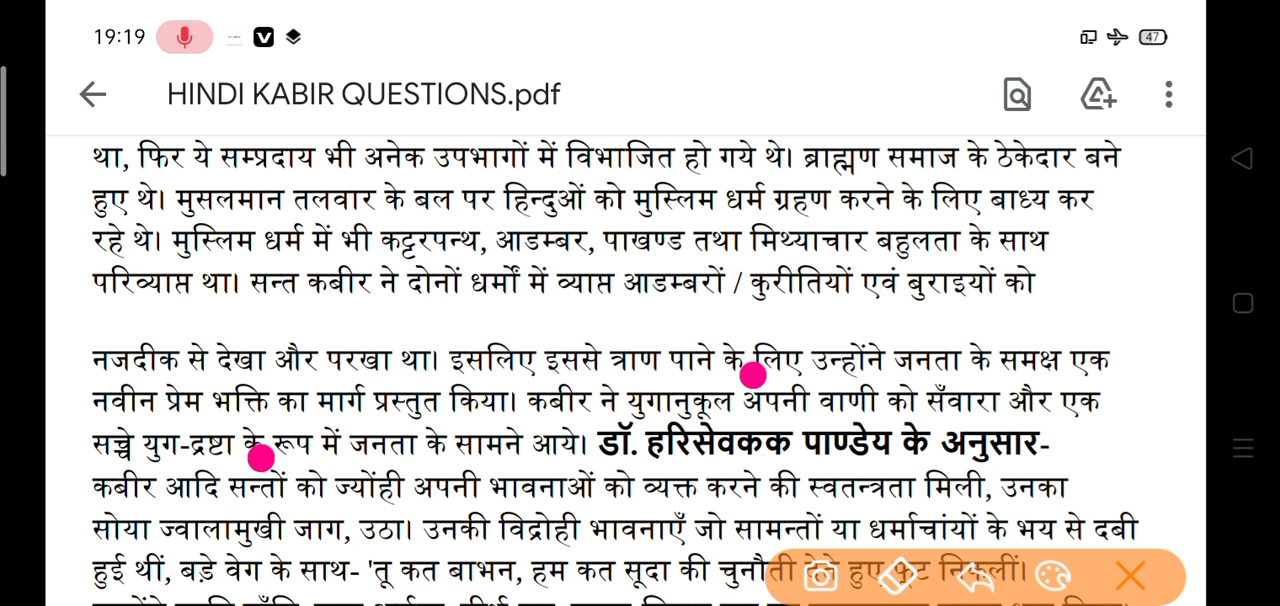 19:19
47
HINDI KABIR QUESTIONS.pdf
था, फिर ये सम्प्रदाय भी अनेक उपभागों में विभाजित हो गये थे। ब्राह्मण समाज के ठेकेदार बने
हुए थे। मुसलमान तलवार के बल पर हिन्दुओं को मुस्लिम धर्म ग्रहण करने के लिए बाध्य कर
रहे थे। मुस्लिम धर्म में भी कट्टरपन्थ, आडम्बर, पाखण्ड तथा मिथ्याचार बहुलता के साथ
परिव्याप्त था। सन्त कबीर ने दोनों धर्मों में व्याप्त आडम्बरों / कुरीतियों एवं बुराइयों को
नजदीक से देखा और परखा था। इसलिए इससे त्राण पाने के लिए उन्होंने जनता के समक्ष एक
नवीन प्रेम भक्ति का मार्ग प्रस्तुत किया। कबीर ने युगानुकूल अपनी वाणी को सँवारा और एक
सच्चे युग-द्रष्टा के रूप में जनता के सामने आये। डॉ. हरिसेवकक पाण्डेय के अनुसार-
कबीर आदि सन्तों को ज्योंही अपनी भावनाओं को व्यक्त करने की स्वतन्त्रता मिली, उनका
सोया ज्वालामुखी जाग, उठा। उनकी विद्रोही भावनाएँ जो सामन्तों या धर्माचांयों के भय से दबी
हुई थीं, बड़े वेग के साथ- 'तू कत बाभन, हम कत सूदा की चुनौती देते हुए फूट निकलीं।